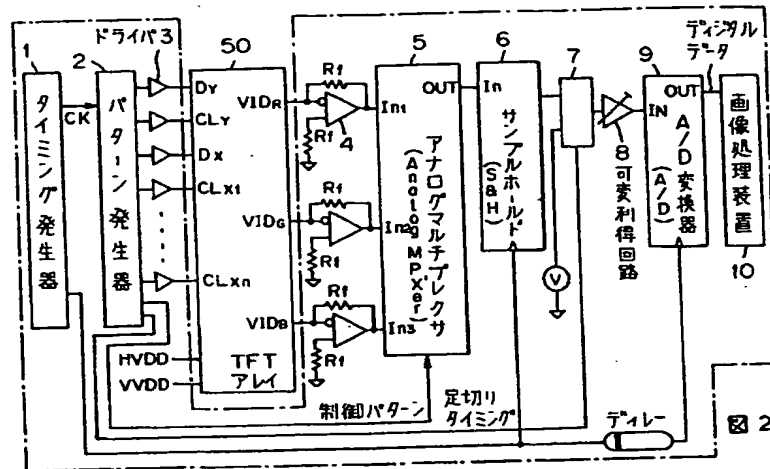 1
タイミング発生器
CK
2
パターン発生器
ドライバ3
50
DY
CLY
DX
CLX1
CLXn
HVDD
VVDD
TFT
アレイ
VIDR
VIDG
VIDB
Rf
Rf
4
Rf
Rf
Rf
Rf
5
OUT
In1
In2
In3
アナログマルチプレクサ
(Analog MPX'er)
制御パターン
6
In
サンプルホールド
(S&H)
足切り
タイミング
7
V
8
可変利得回路
9
OUT
IN
A/D変換器
(A/D)
ディジタル
データ
画像処理装置
10
ディレー
図2